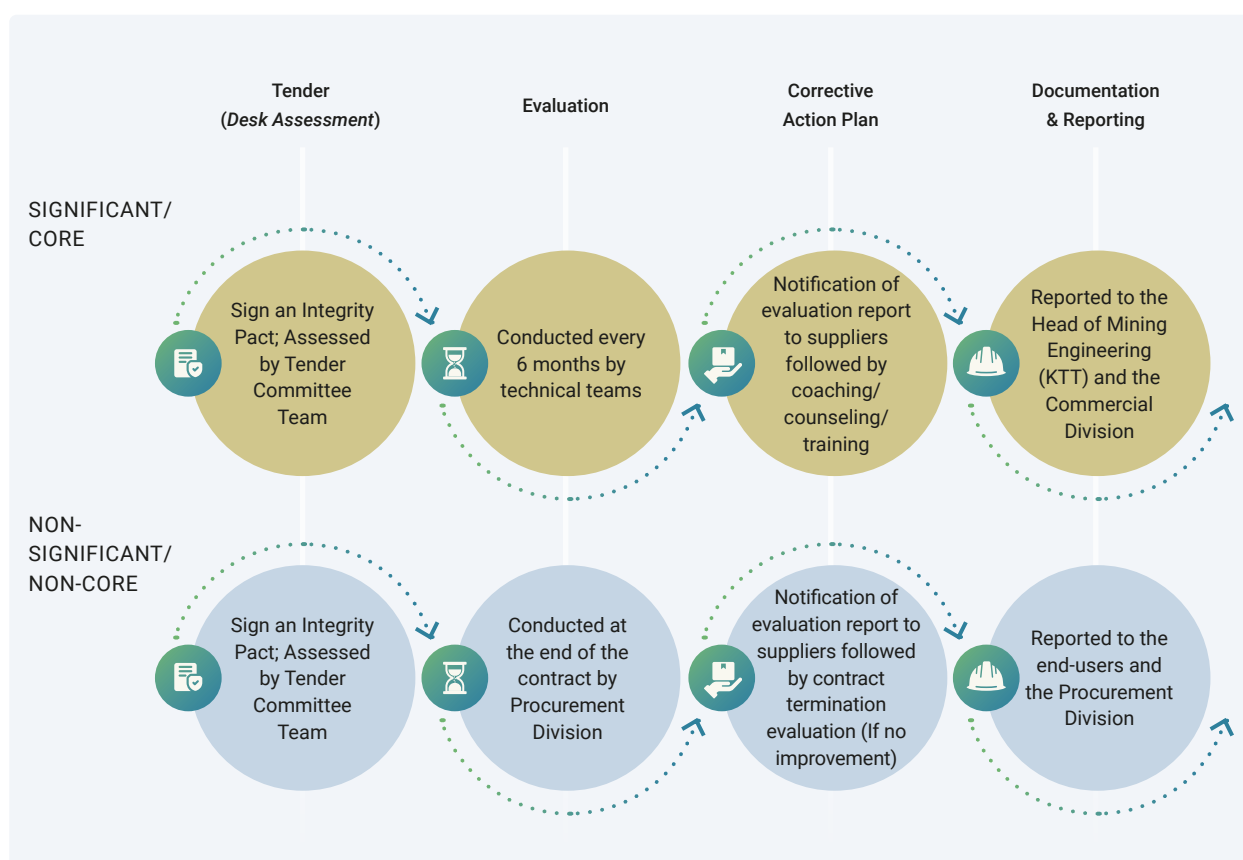 Tender
(Desk Assessment)
Evaluation
Corrective
Action Plan
Documentation
& Reporting
SIGNIFICANT/
CORE
Sign an Integrity
Pact; Assessed
by Tender
Committee
Team
Conducted every
6 months by
technical teams
Notification of
evaluation report
to suppliers
followed by
coaching/
counseling/
training
Reported to the
Head of Mining
Engineering
(KTT) and the
Commercial
Division
NON-
SIGNIFICANT/
NON-CORE
Sign an Integrity
Pact; Assessed
by Tender
Committee
Team
Conducted at
the end of the
contract by
Procurement
Division
Notification of
evaluation report to
suppliers followed
by contract
termination
evaluation (If no
improvement)
Reported to the
end-users and
the Procurement
Division